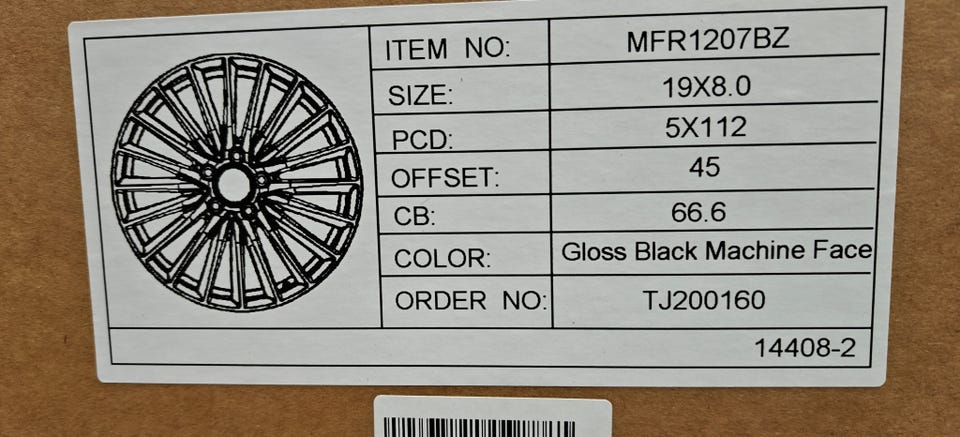 ITEM NO: MFR1207BZ
SIZE: 19X8.0
PCD: 5X112
OFFSET: 45
CB: 66.6
COLOR: Gloss Black Machine Face
ORDER NO: TJ200160
14408-2